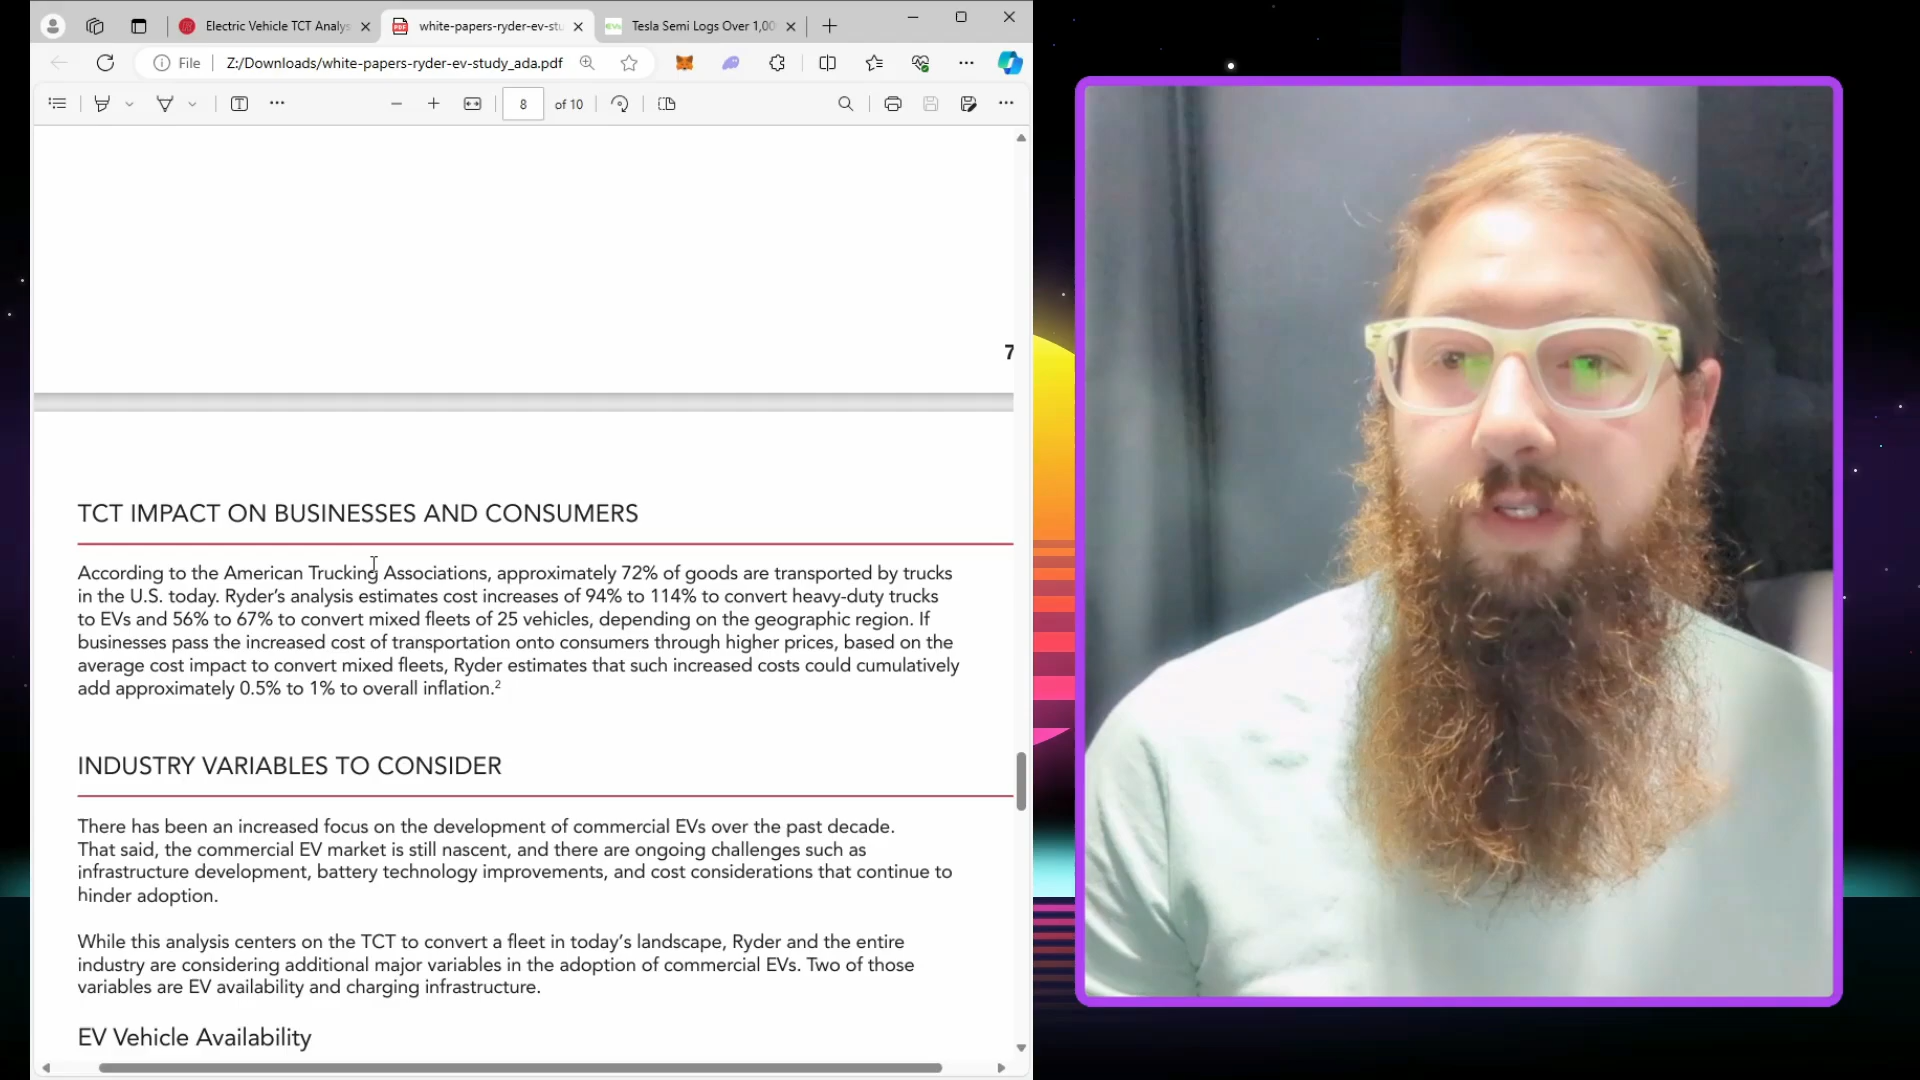 Electric Vehicle TCT Analys
white-papers-ryder-ev-stu
Tesla Semi Logs Over 1,00
File
Z:/Downloads/white-papers-ryder-ev-study_ada.pdf
8
of 10
7
TCT IMPACT ON BUSINESSES AND CONSUMERS
According to the American Trucking Associations, approximately 72% of goods are transported by trucks
in the U.S. today. Ryder's analysis estimates cost increases of 94% to 114% to convert heavy-duty trucks
to EVs and 56% to 67% to convert mixed fleets of 25 vehicles, depending on the geographic region. If
businesses pass the increased cost of transportation onto consumers through higher prices, based on the
average cost impact to convert mixed fleets, Ryder estimates that such increased costs could cumulatively
add approximately 0.5% to 1% to overall inflation.²
INDUSTRY VARIABLES TO CONSIDER
There has been an increased focus on the development of commercial EVs over the past decade.
That said, the commercial EV market is still nascent, and there are ongoing challenges such as
infrastructure development, battery technology improvements, and cost considerations that continue to
hinder adoption.
While this analysis centers on the TCT to convert a fleet in today's landscape, Ryder and the entire
industry are considering additional major variables in the adoption of commercial EVs. Two of those
variables are EV availability and charging infrastructure.
EV Vehicle Availability